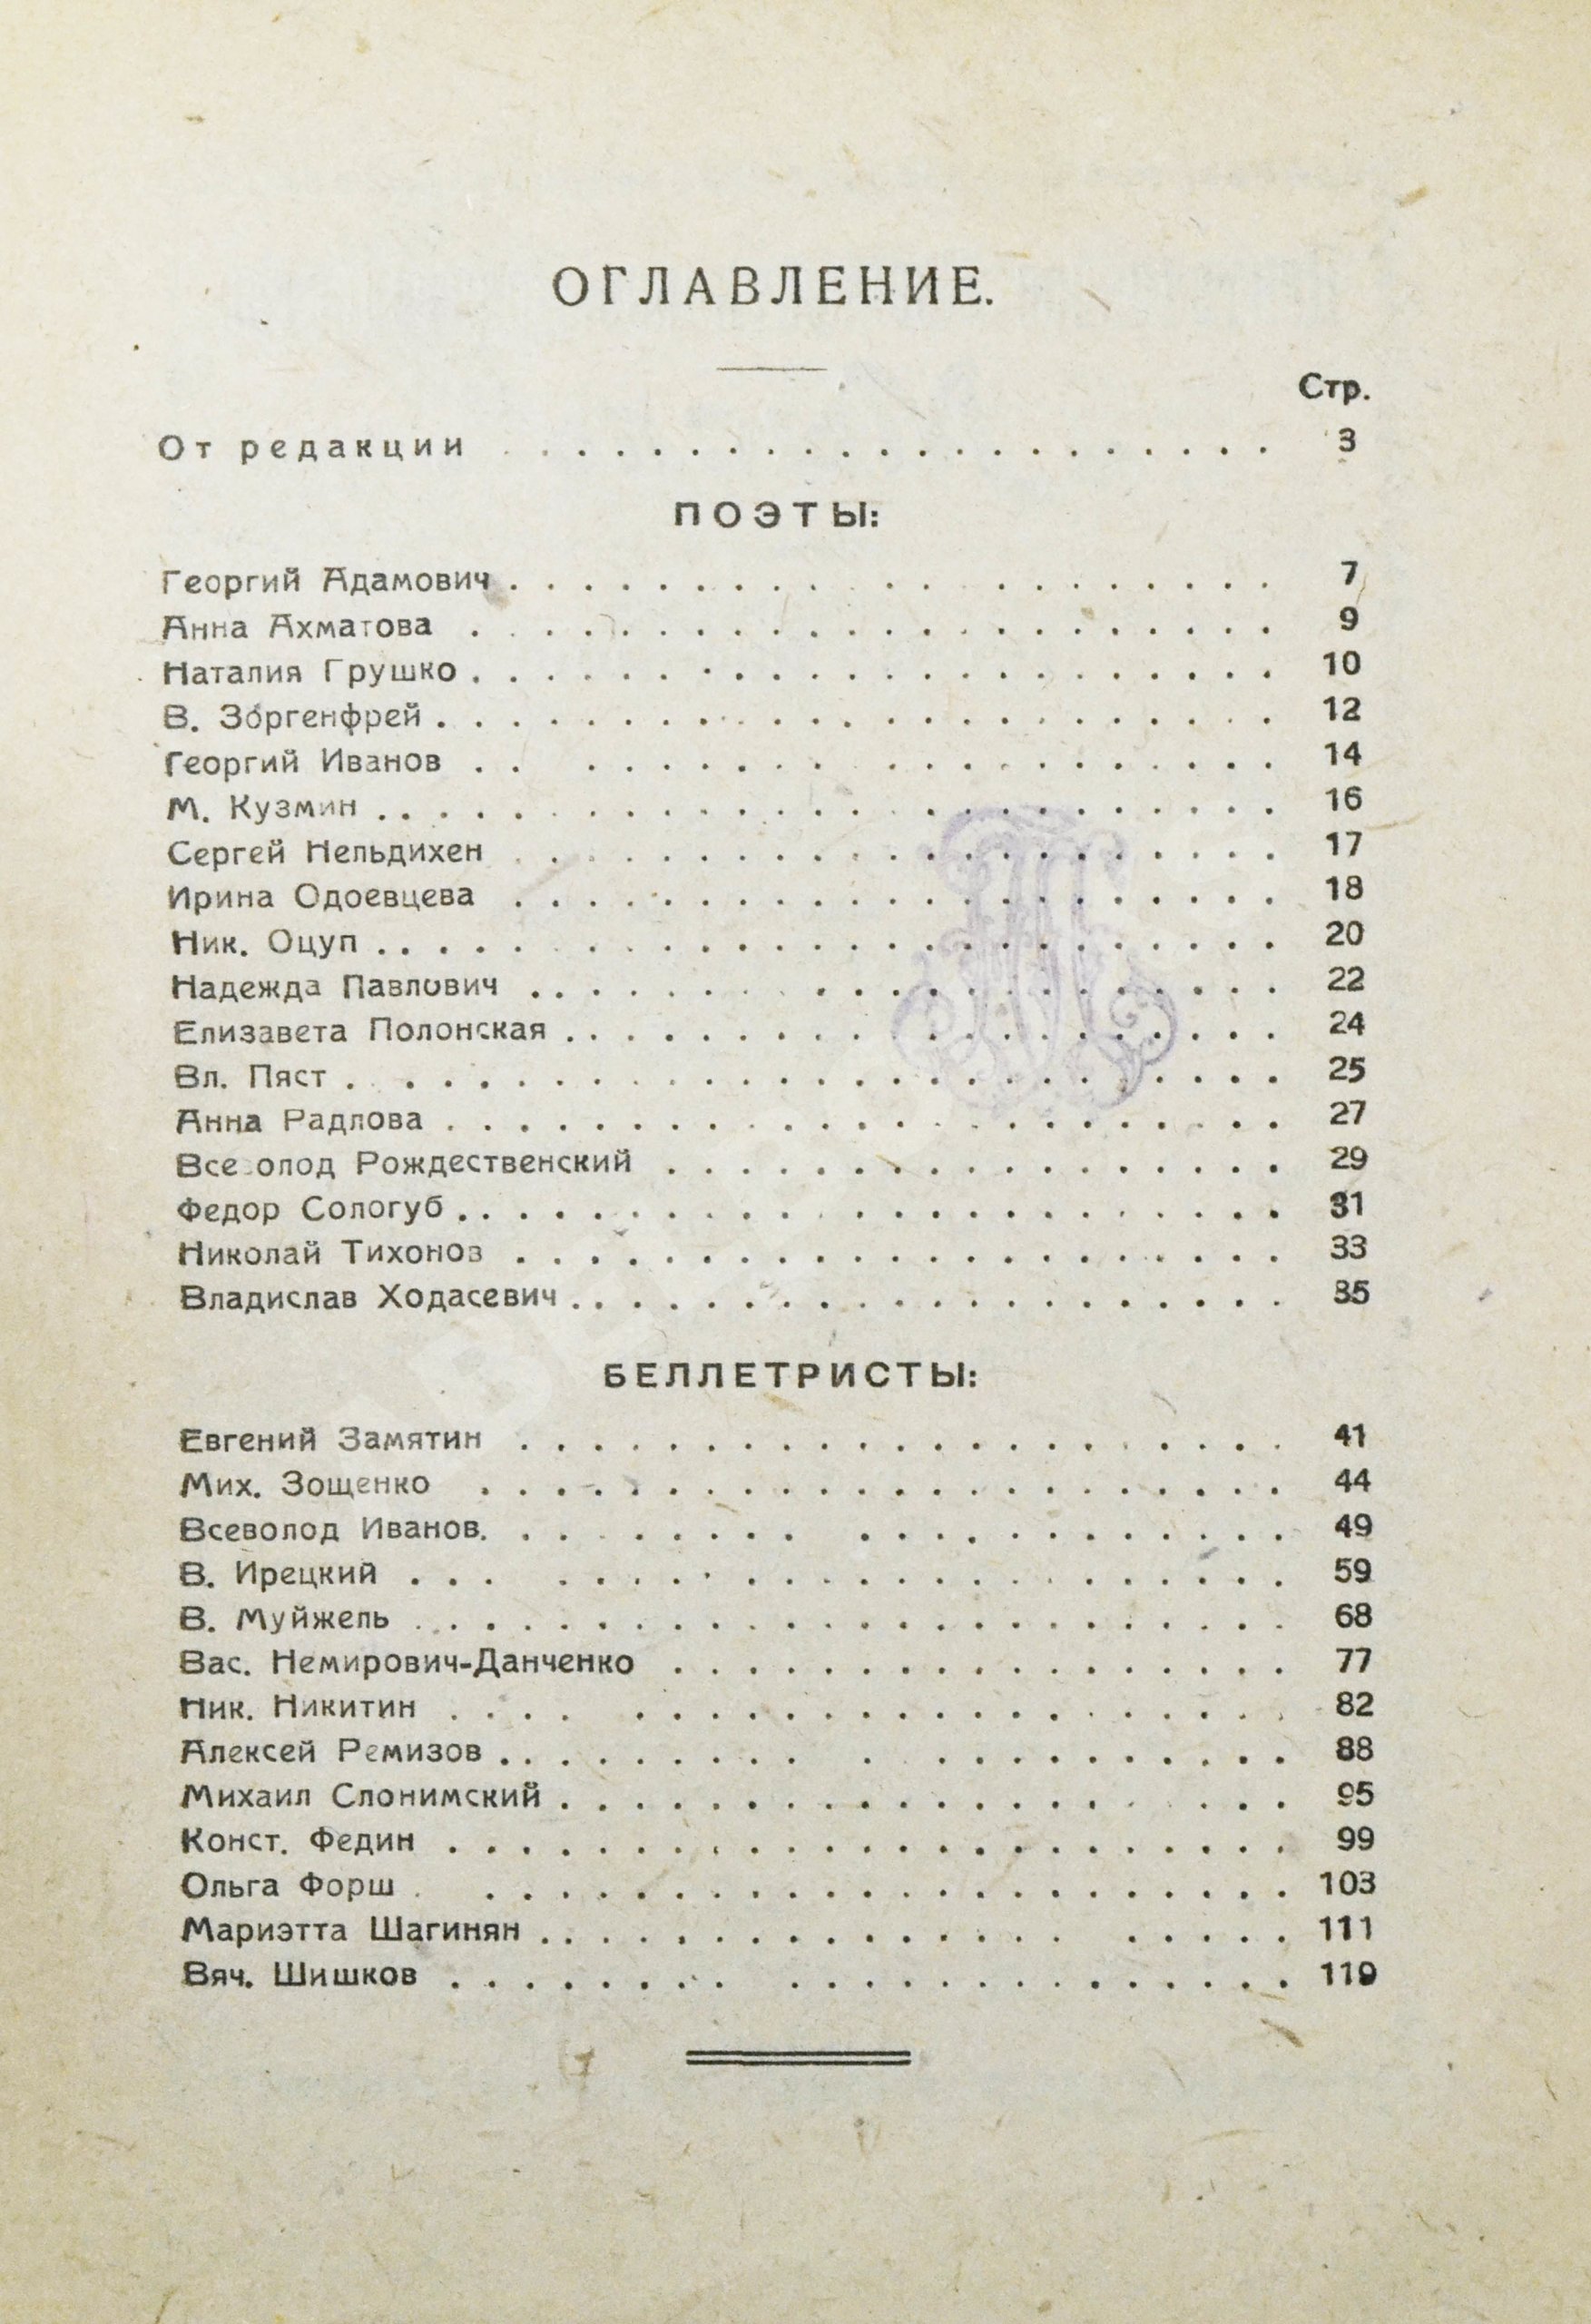 ОГЛАВЛЕНИЕ.
Стр.
От редакции . . . . . . . . . . . . . . . . . . . . 3
ПОЭТЫ:
Георгий Адамович . . . . . . . . . . . . . . . . . . . . 7
Анна Ахматова . . . . . . . . . . . . . . . . . . . . 9
Наталия Грушко . . . . . . . . . . . . . . . . . . . . 10
В. Зоргенфрей . . . . . . . . . . . . . . . . . . . . 12
Георгий Иванов . . . . . . . . . . . . . . . . . . . . 14
М. Кузмин . . . . . . . . . . . . . . . . . . . . 16
Сергей Нельдихен . . . . . . . . . . . . . . . . . . . . 17
Ирина Одоевцева . . . . . . . . . . . . . . . . . . . . 18
Ник. Оцуп . . . . . . . . . . . . . . . . . . . . 20
Надежда Павлович . . . . . . . . . . . . . . . . . . . . 22
Елизавета Полонская . . . . . . . . . . . . . . . . . . . . 24
Вл. Пяст . . . . . . . . . . . . . . . . . . . . 25
Анна Радлова . . . . . . . . . . . . . . . . . . . . 27
Всеволод Рождественский . . . . . . . . . . . . . . . . . 29
Федор Сологуб . . . . . . . . . . . . . . . . . . . . 31
Николай Тихонов . . . . . . . . . . . . . . . . . . . . 33
Владислав Ходасевич . . . . . . . . . . . . . . . . . . . . 35
БЕЛЛЕТРИСТЫ:
Евгений Замятин . . . . . . . . . . . . . . . . . . . . 41
Мих. Зощенко . . . . . . . . . . . . . . . . . . . . 44
Всеволод Иванов. . . . . . . . . . . . . . . . . . . . 49
В. Ирецкий . . . . . . . . . . . . . . . . . . . . 59
В. Муйжель . . . . . . . . . . . . . . . . . . . . 68
Вас. Немирович-Данченко . . . . . . . . . . . . . . . . . 77
Ник. Никитин . . . . . . . . . . . . . . . . . . . . 82
Алексей Ремизов . . . . . . . . . . . . . . . . . . . . 88
Михаил Слонимский . . . . . . . . . . . . . . . . . . . . 95
Конст. Федин . . . . . . . . . . . . . . . . . . . . 99
Ольга Форш . . . . . . . . . . . . . . . . . . . . 103
Мариэтта Шагинян . . . . . . . . . . . . . . . . . . . . 111
Вяч. Шишков . . . . . . . . . . . . . . . . . . . . 119